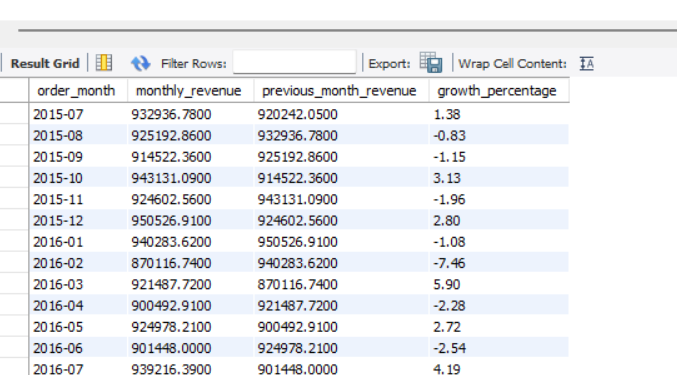 Result Grid Filter Rows: Export: Wrap Cell Content: IA
order_month monthly_revenue previous_month_revenue growth_percentage
2015-07 932936.7800 920242.0500 1.38
2015-08 925192.8600 932936.7800 -0.83
2015-09 914522.3600 925192.8600 -1.15
2015-10 943131.0900 914522.3600 3.13
2015-11 924602.5600 943131.0900 -1.96
2015-12 950526.9100 924602.5600 2.80
2016-01 940283.6200 950526.9100 -1.08
2016-02 870116.7400 940283.6200 -7.46
2016-03 921487.7200 870116.7400 5.90
2016-04 900492.9100 921487.7200 -2.28
2016-05 924978.2100 900492.9100 2.72
2016-06 901448.0000 924978.2100 -2.54
2016-07 939216.3900 901448.0000 4.19